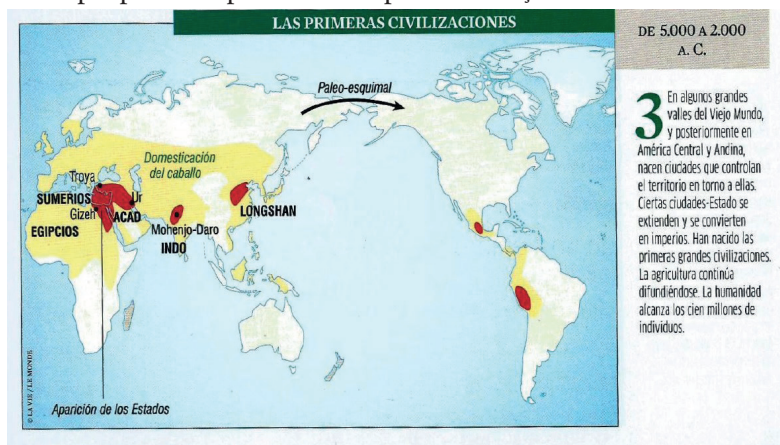 LAS PRIMERAS CIVILIZACIONES
DE 5.000 A 2.000
A. C.
Paleo-esquimal
Domesticación
del caballo
Troya
SUMERIOS
Ur
Gizeh
ACAD
EGIPCIOS
Mohenjo-Daro
INDO
LONGSHAN
Aparición de los Estados
© LA VIE / LE MONDE
3 En algunos grandes
valles del Viejo Mundo,
y posteriormente en
América Central y Andina,
nacen ciudades que controlan
el territorio en torno a ellas.
Ciertas ciudades-Estado se
extienden y se convierten
en imperios. Han nacido las
primeras grandes civilizaciones.
La agricultura continúa
difundiéndose. La humanidad
alcanza los cien millones de
individuos.